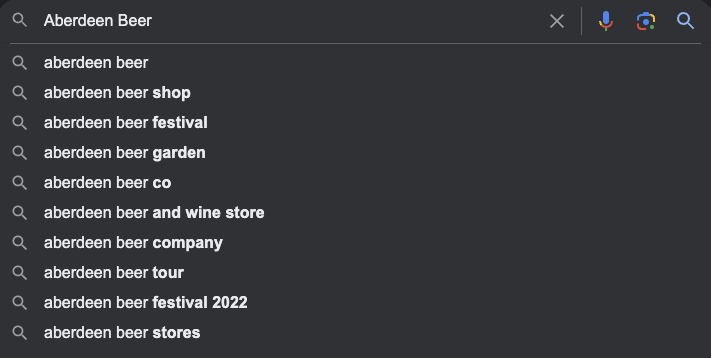 Aberdeen Beer
aberdeen beer
aberdeen beer shop
aberdeen beer festival
aberdeen beer garden
aberdeen beer co
aberdeen beer and wine store
aberdeen beer company
aberdeen beer tour
aberdeen beer festival 2022
aberdeen beer stores